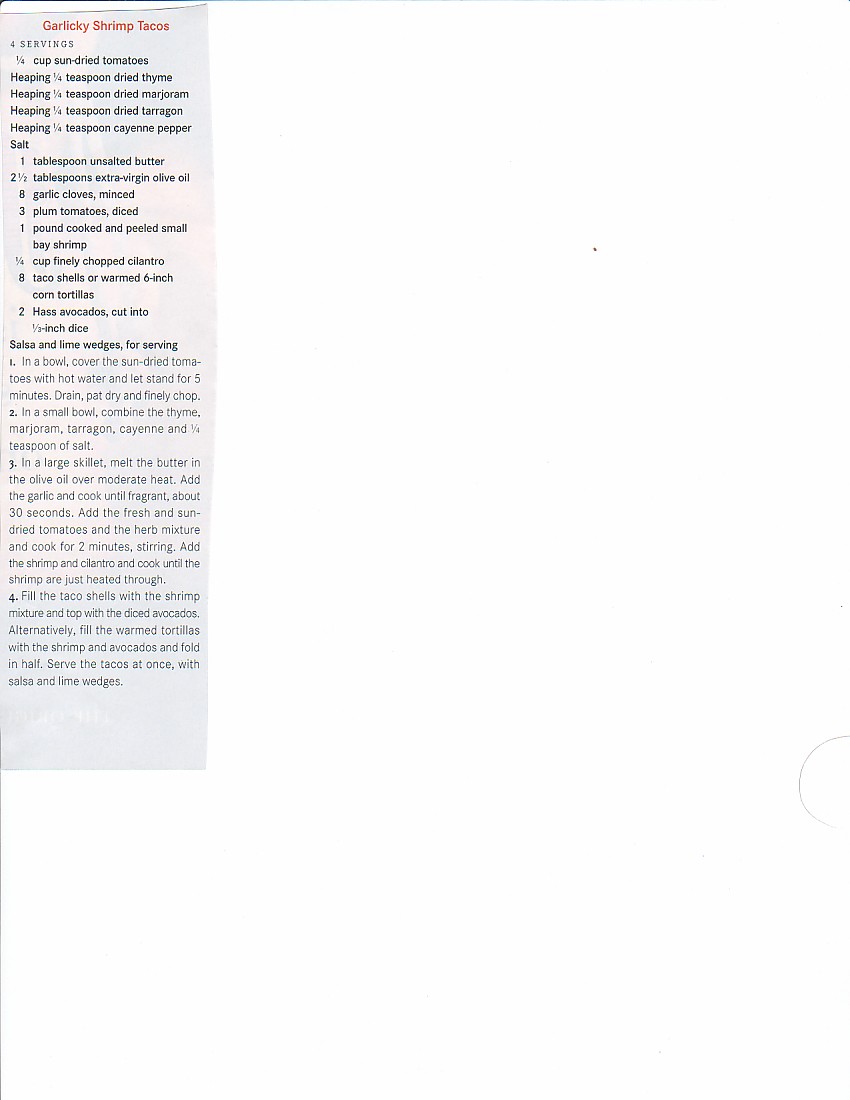 Garlicky Shrimp Tacos
4 SERVINGS
¼ cup sun-dried tomatoes
Heaping ¼ teaspoon dried thyme
Heaping ¼ teaspoon dried marjoram
Heaping ¼ teaspoon dried tarragon
Heaping ¼ teaspoon cayenne pepper
Salt
1 tablespoon unsalted butter
2½ tablespoons extra-virgin olive oil
8 garlic cloves, minced
3 plum tomatoes, diced
1 pound cooked and peeled small
bay shrimp
¼ cup finely chopped cilantro
8 taco shells or warmed 6-inch
corn tortillas
2 Hass avocados, cut into
⅓-inch dice
Salsa and lime wedges, for serving
1. In a bowl, cover the sun-dried toma-
toes with hot water and let stand for 5
minutes. Drain, pat dry and finely chop.
2. In a small bowl, combine the thyme,
marjoram, tarragon, cayenne and ¼
teaspoon of salt.
3. In a large skillet, melt the butter in
the olive oil over moderate heat. Add
the garlic and cook until fragrant, about
30 seconds. Add the fresh and sun-
dried tomatoes and the herb mixture
and cook for 2 minutes, stirring. Add
the shrimp and cilantro and cook until the
shrimp are just heated through.
4. Fill the taco shells with the shrimp
mixture and top with the diced avocados.
Alternatively, fill the warmed tortillas
with the shrimp and avocados and fold
in half. Serve the tacos at once, with
salsa and lime wedges.